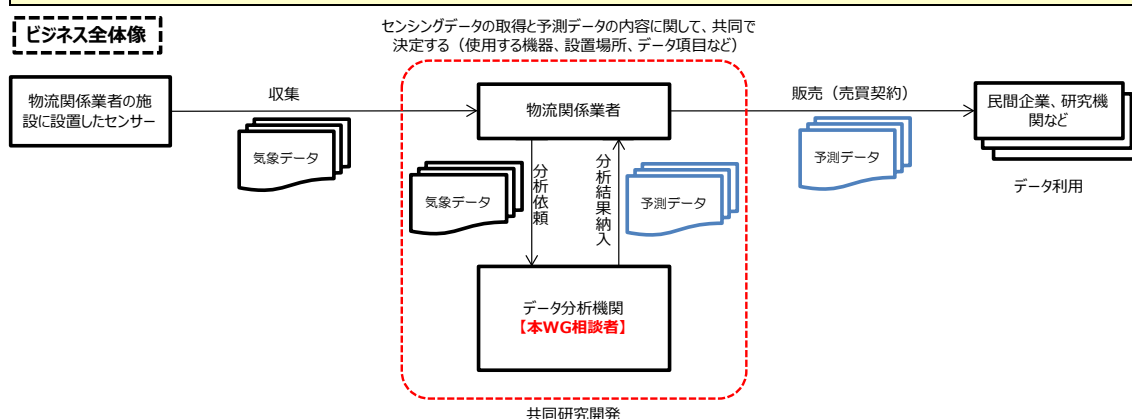 ビジネス全体像
センシングデータの取得と予測データの内容に関して、共同で
決定する（使用する機器、設置場所、データ項目など）
物流関係業者の施
設に設置したセンサー
収集
気象データ
物流関係業者
販売（売買契約）
予測データ
民間企業、研究機
関など
データ利用
気象データ
分析依頼
分析結果納入
予測データ
データ分析機関
【本WG相談者】
共同研究開発